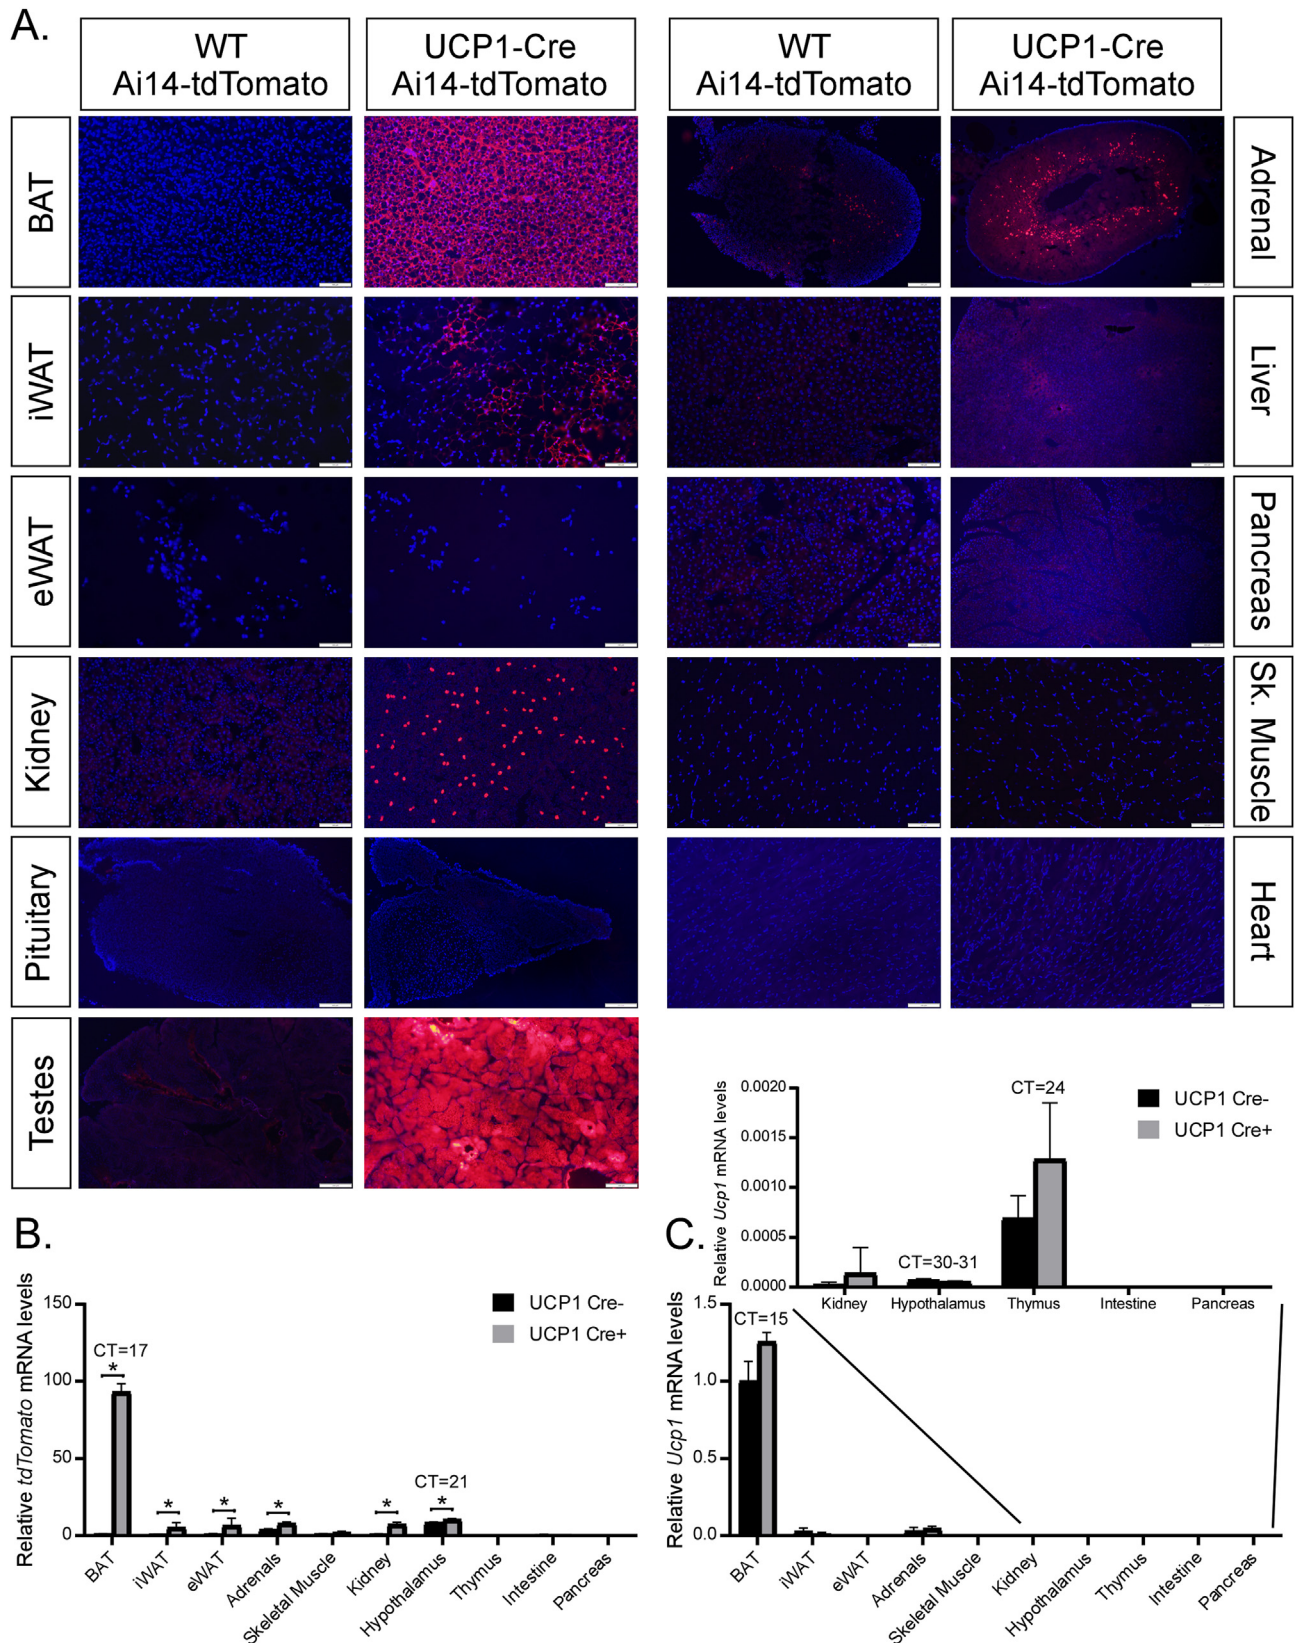 A.
WT
Ai14-tdTomato
UCP1-Cre
Ai14-tdTomato
WT
Ai14-tdTomato
UCP1-Cre
Ai14-tdTomato
BAT
Adrenal
iWAT
Liver
eWAT
Pancreas
Kidney
Sk. Muscle
Pituitary
Heart
Testes
B.
Relative tdTomato mRNA levels
150
100
50
0
UCP1 Cre-
UCP1 Cre+
CT=17
*
*
*
*
*
CT=21
*
BAT
iWAT
eWAT
Adrenals
Skeletal Muscle
Kidney
Hypothalamus
Thymus
Intestine
Pancreas
C.
Relative Ucp1 mRNA levels
0.0020
0.0015
0.0010
0.0005
0.0000
CT=24
CT=30-31
UCP1 Cre-
UCP1 Cre+
Kidney
Hypothalamus
Thymus
Intestine
Pancreas
Relative Ucp1 mRNA levels
1.5
1.0
0.5
0.0
CT=15
BAT
iWAT
eWAT
Adrenals
Skeletal Muscle
Kidney
Hypothalamus
Thymus
Intestine
Pancreas